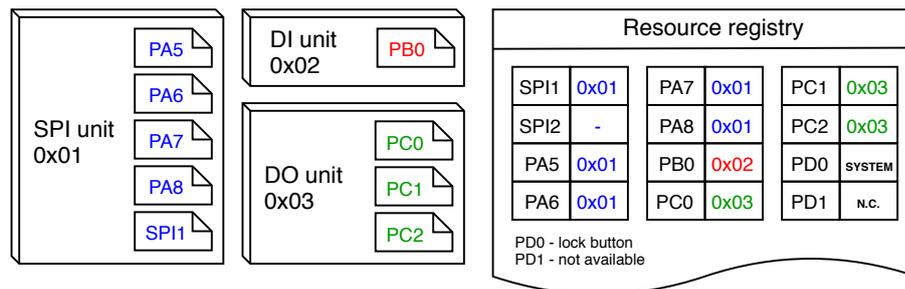 SPI unit
0x01
PA5
PA6
PA7
PA8
SPI1
DI unit
0x02
PB0
DO unit
0x03
PC0
PC1
PC2
Resource registry
SPI1 0x01
SPI2 -
PA5 0x01
PA6 0x01
PA7 0x01
PA8 0x01
PB0 0x02
PC0 0x03
PC1 0x03
PC2 0x03
PD0 SYSTEM
PD1 N.C.
PD0 - lock button
PD1 - not available